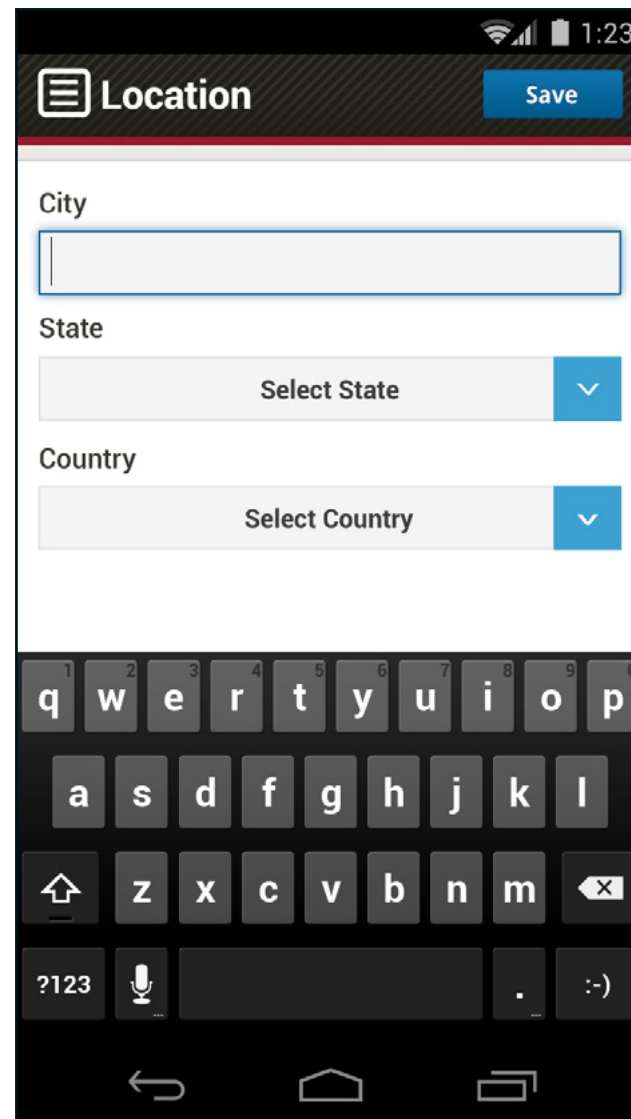 1:23
Location
Save
City
State
Select State
Country
Select Country
1 2 3 4 5 6 7 8 9
q w e r t y u i o p
a s d f g h j k l
z x c v b n m
?123 . :-)